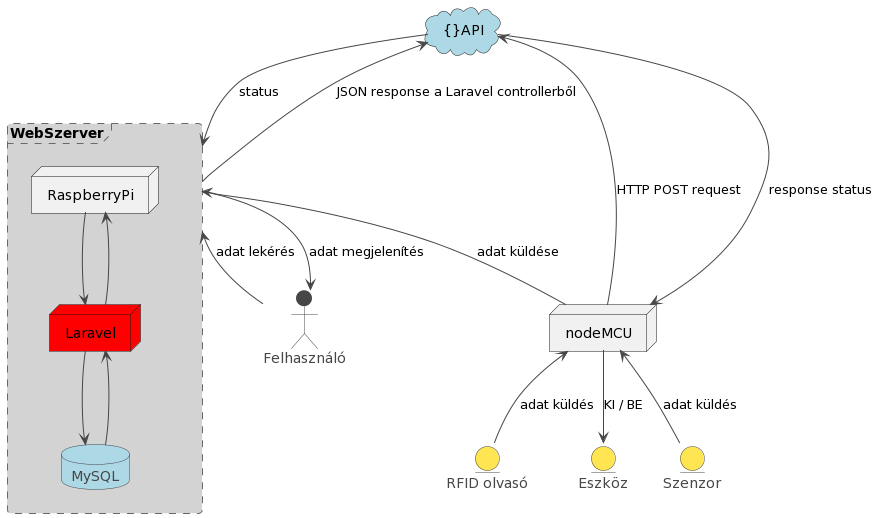 {}API
status
JSON response a Laravel controllerből
WebSzerver
RaspberryPi
HTTP POST request
response status
adat lekérés
adat megjelenítés
adat küldése
Laravel
nodeMCU
Felhasználó
adat küldés
KI / BE
adat küldés
MySQL
RFID olvasó
Eszköz
Szenzor